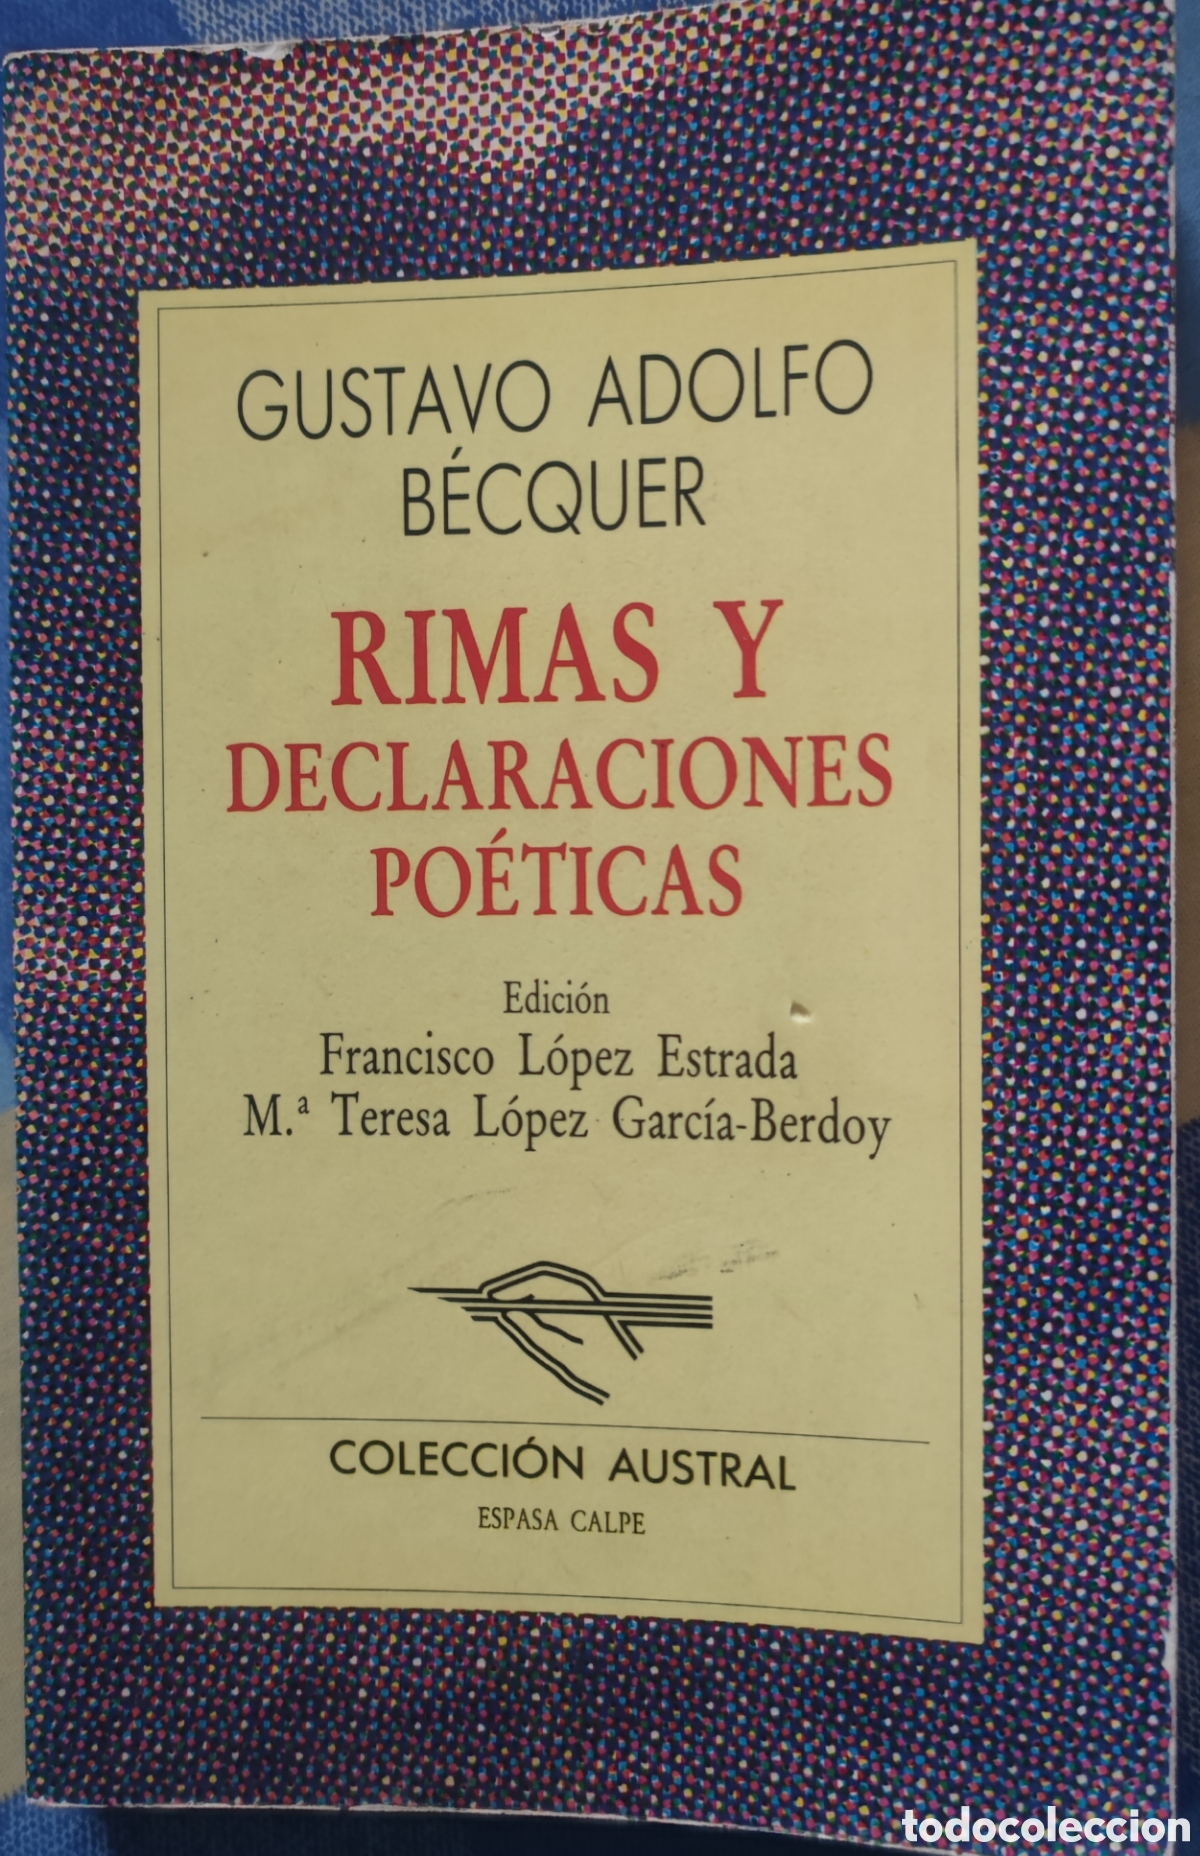 GUSTAVO ADOLFO
BÉCQUER
RIMAS Y
DECLARACIONES
POÉTICAS
Edición
Francisco López Estrada
M.ª Teresa López García-Berdoy
COLECCIÓN AUSTRAL
ESPASA CALPE
todocoleccion